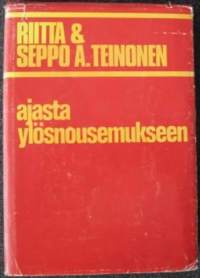 RIITTA &
SEPPO A. TEINONEN
ajasta
ylösnousemukseen